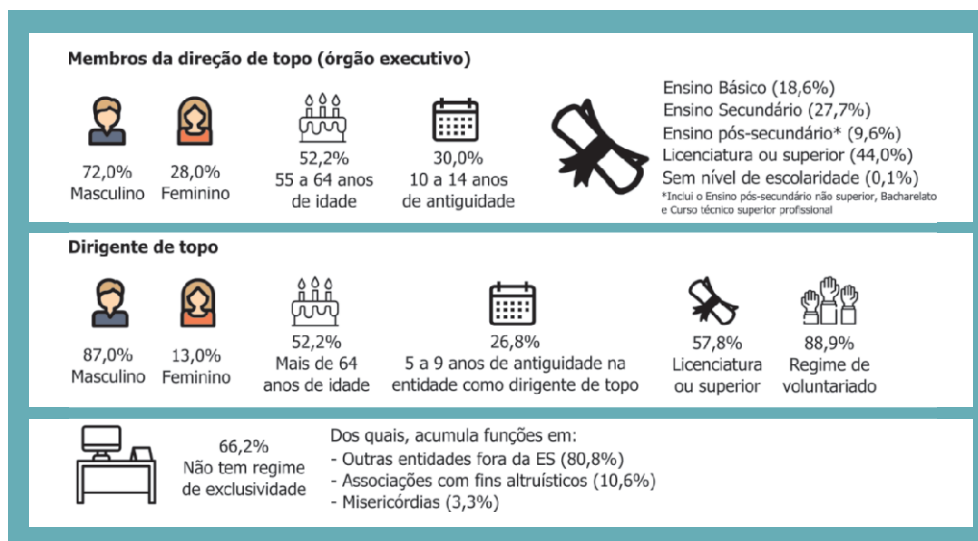 Membros da direção de topo (órgão executivo)
72,0%
Masculino
28,0%
Feminino
52,2%
55 a 64 anos
de idade
30,0%
10 a 14 anos
de antiguidade
Ensino Básico (18,6%)
Ensino Secundário (27,7%)
Ensino pós-secundário* (9,6%)
Licenciatura ou superior (44,0%)
Sem nível de escolaridade (0,1%)
*Inclui o Ensino pós-secundário não superior, Bacharelato
e Curso técnico superior profissional
Dirigente de topo
87,0%
Masculino
13,0%
Feminino
52,2%
Mais de 64
anos de idade
26,8%
5 a 9 anos de antiguidade na
entidade como dirigente de topo
57,8%
Licenciatura
ou superior
88,9%
Regime de
voluntariado
66,2%
Não tem regime
de exclusividade
Dos quais, acumula funções em:
- Outras entidades fora da ES (80,8%)
- Associações com fins altruísticos (10,6%)
- Misericórdias (3,3%)